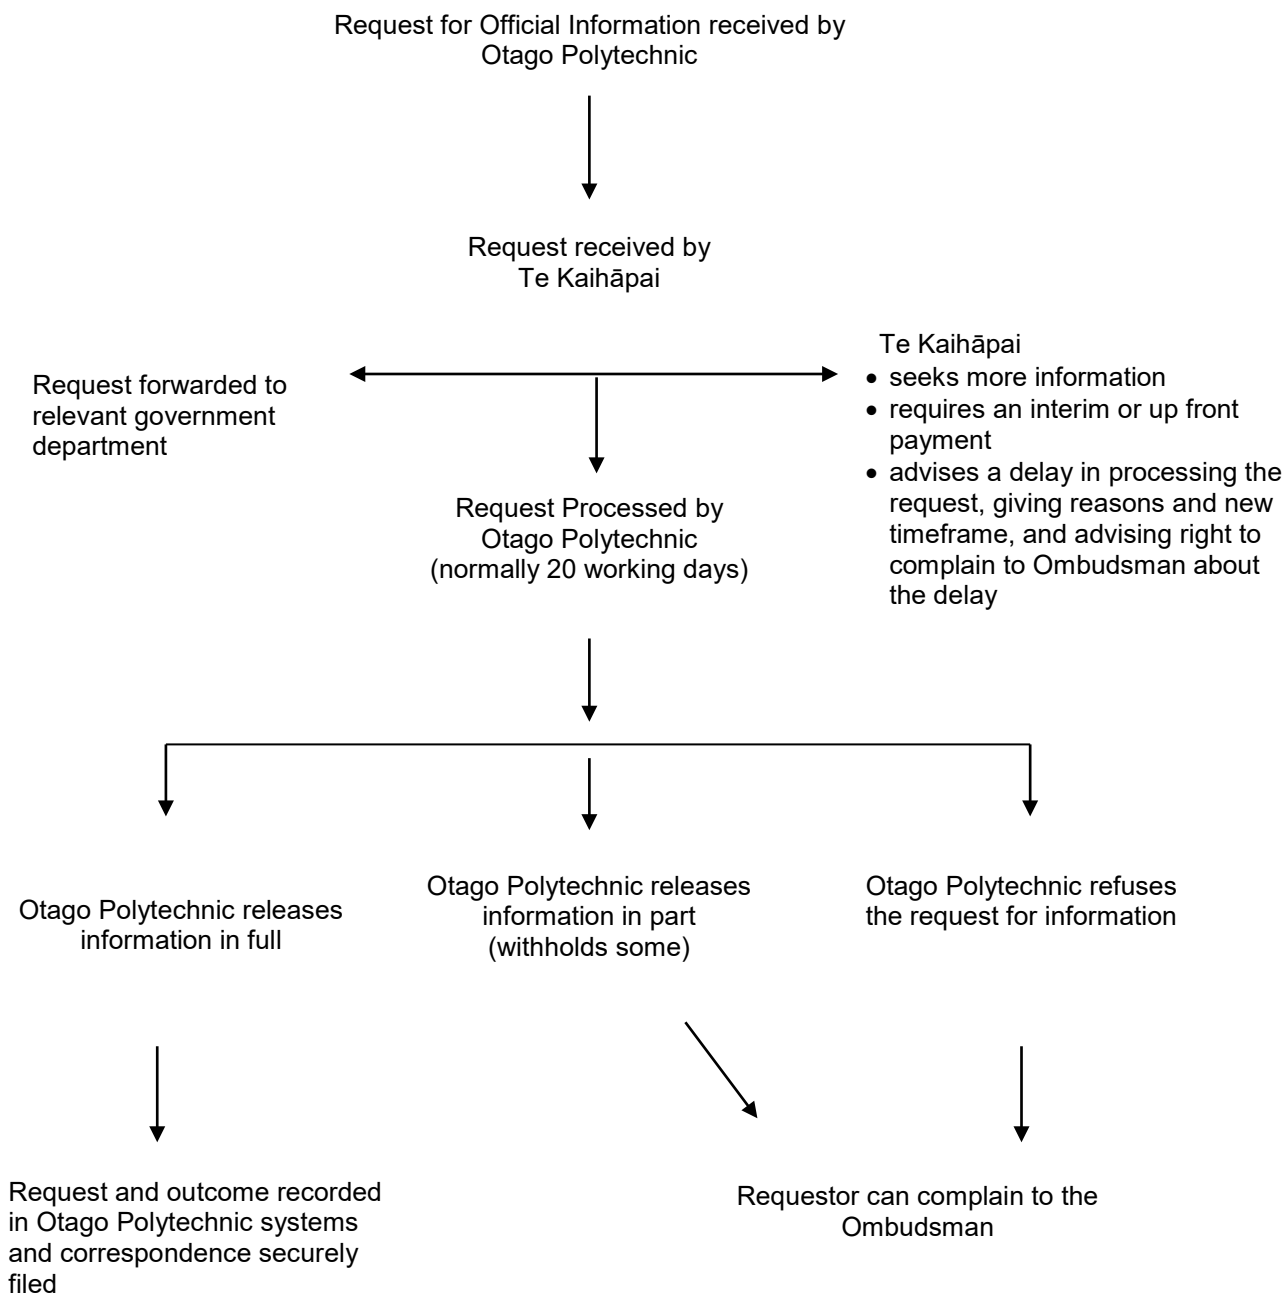 Request for Official Information received by
Otago Polytechnic
Request received by
Te Kaihāpai
Request forwarded to
relevant government
department
Te Kaihāpai
• seeks more information
• requires an interim or up front
payment
• advises a delay in processing the
request, giving reasons and new
timeframe, and advising right to
complain to Ombudsman about
the delay
Request Processed by
Otago Polytechnic
(normally 20 working days)
Otago Polytechnic releases
information in full
Otago Polytechnic releases
information in part
(withholds some)
Otago Polytechnic refuses
the request for information
Request and outcome recorded
in Otago Polytechnic systems
and correspondence securely
filed
Requestor can complain to the
Ombudsman